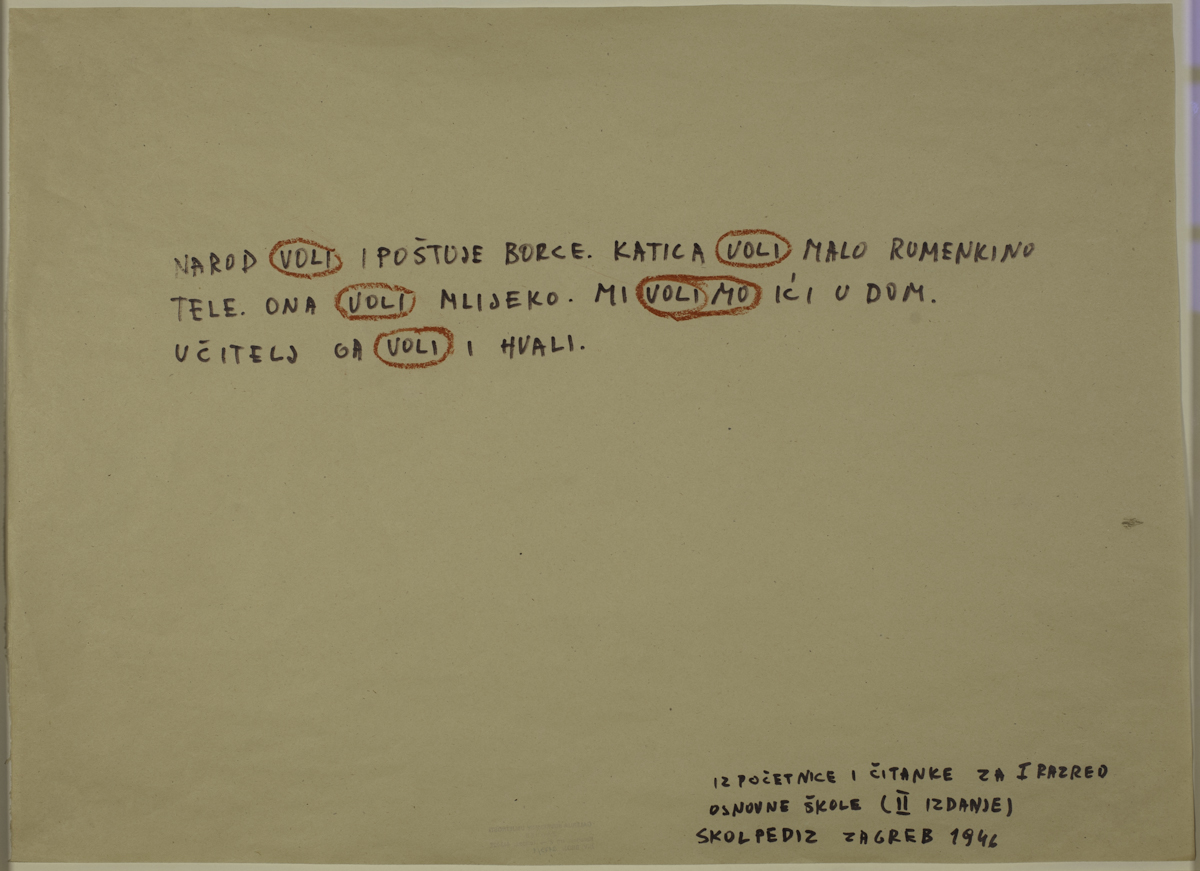 NAROD VOLI I POŠTUJE BORCE. KATICA VOLI MALO RUMENKINO
TELE. ONA VOLI MLIJEKO. MI VOLIMO IĆI U DOM.
UČITELJ GA VOLI I HVALI.
IZ POČETNICE I ČITANKE ZA I RAZRED
OSNOVNE ŠKOLE (II IZDANJE)
SKOLPEDIZ ZAGREB 1946